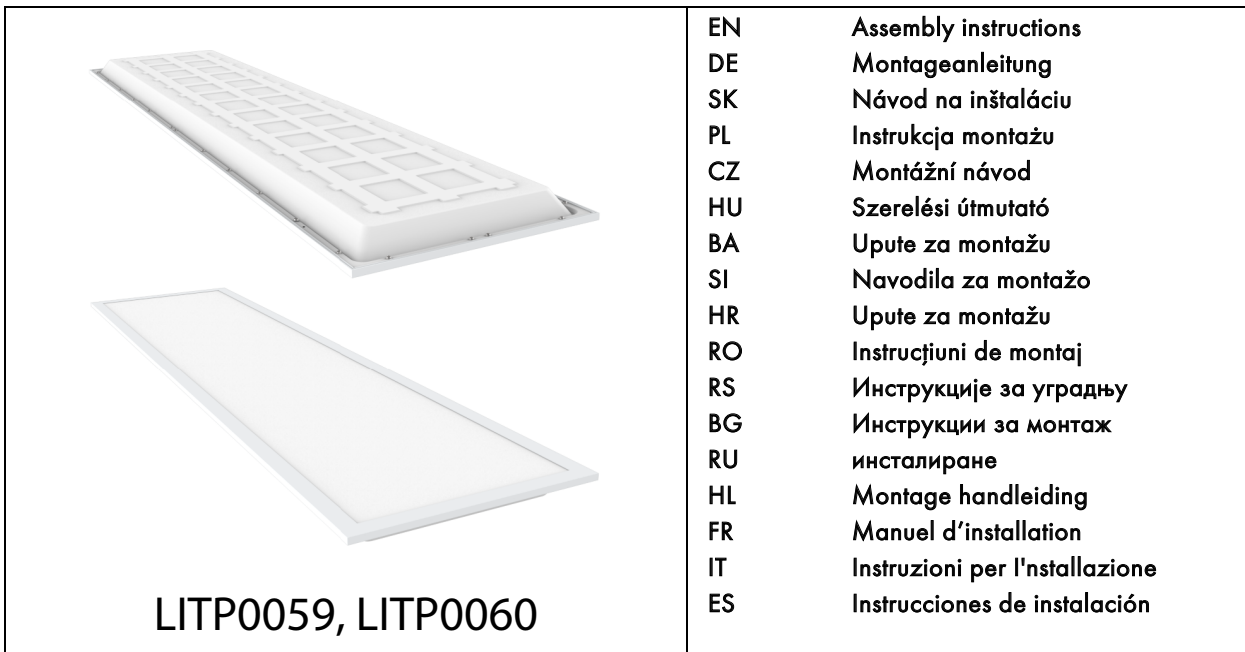 EN Assembly instructions
DE Montageanleitung
SK Návod na inštaláciu
PL Instrukcja montażu
CZ Montážní návod
HU Szerelési útmutató
BA Upute za montažu
SI Navodila za montažo
HR Upute za montažu
RO Instrucțiuni de montaj
RS Инструкције за уградњу
BG Инструкции за монтаж
RU инсталиране
HL Montage handleiding
FR Manuel d’installation
IT Instruzioni per l'nstallazione
ES Instrucciones de instalación
LITP0059, LITP0060